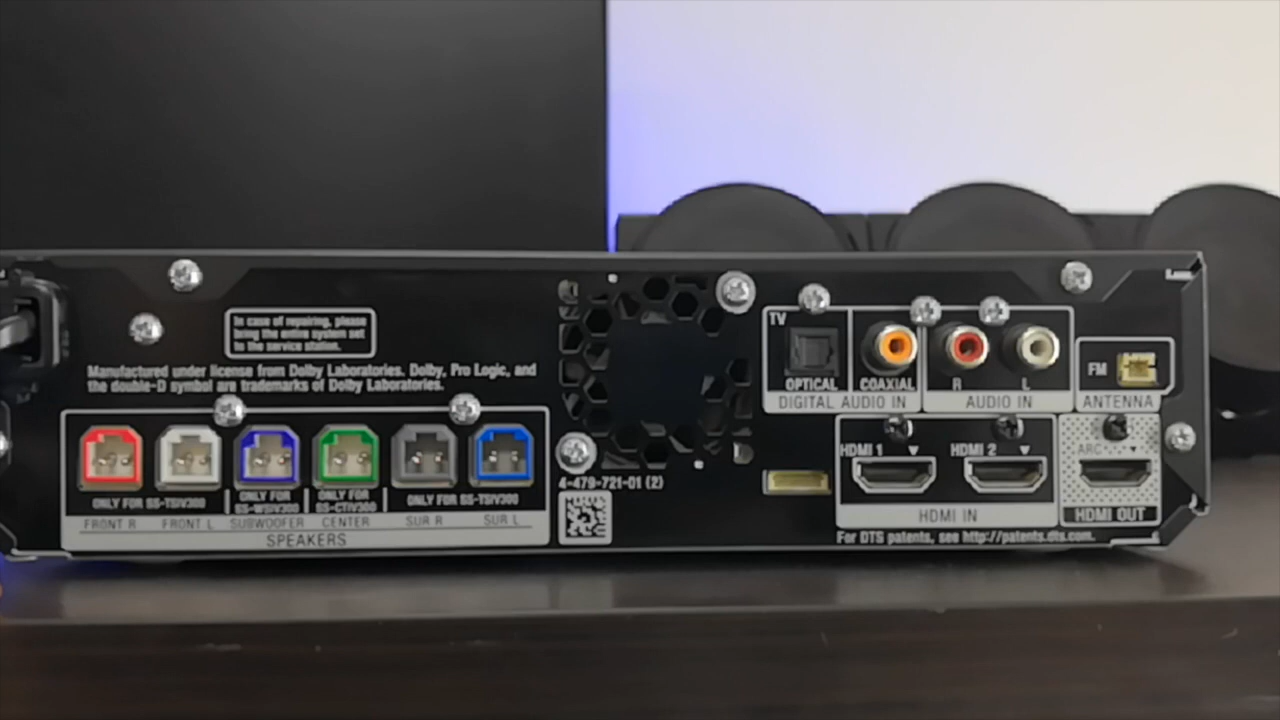 In case of repairing, please
bring the entire system set
to the service station.
Manufactured under license from Dolby Laboratories. Dolby, Pro Logic, and
the double-D symbol are trademarks of Dolby Laboratories.
ONLY FOR SS-TSIV300
ONLY FOR
SS-WSIV300
ONLY FOR
SS-CTIV300
ONLY FOR SS-TSIV300
FRONT R
FRONT L
SUBWOOFER
CENTER
SUR R
SUR L
SPEAKERS
4-479-721-01 (2)
TV
OPTICAL
COAXIAL
DIGITAL AUDIO IN
R
L
AUDIO IN
FM
ANTENNA
HDMI 1
HDMI 2
HDMI IN
ARC
HDMI OUT
For DTS patents, see http://patents.dts.com.